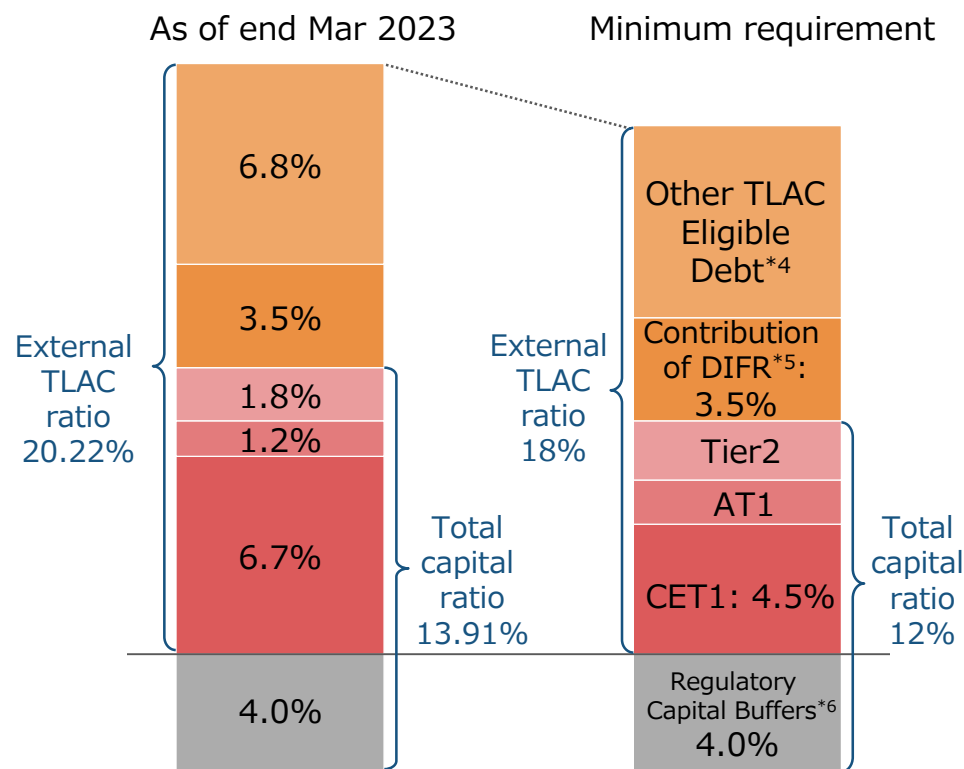 As of end Mar 2023
6.8%
3.5%
1.8%
1.2%
6.7%
4.0%
External
TLAC
ratio
20.22%
Total
capital
ratio
13.91%
Minimum requirement
Other TLAC
Eligible
Debt*4
Contribution
of DIFR*5:
3.5%
Tier2
AT1
CET1: 4.5%
Regulatory
Capital Buffers*6
4.0%
External
TLAC
ratio
18%
Total
capital
ratio
12%